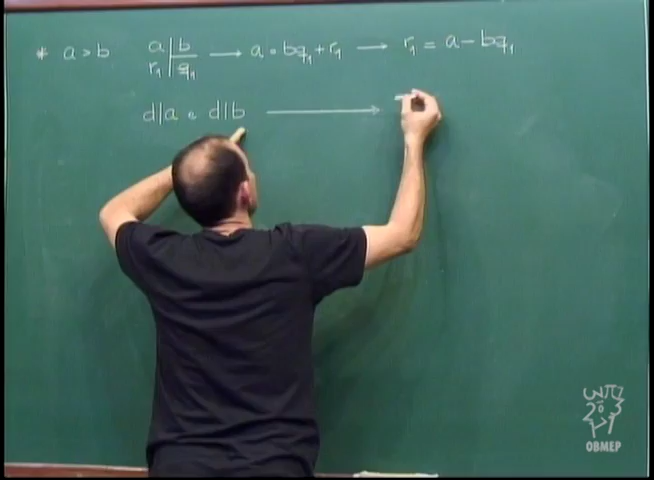 * a > b   a | b   ⟶ a = bq₁ + r₁ ⟶ r₁ = a − bq₁
r₁ | q₁
d|a e d|b ⟶
OBMEP